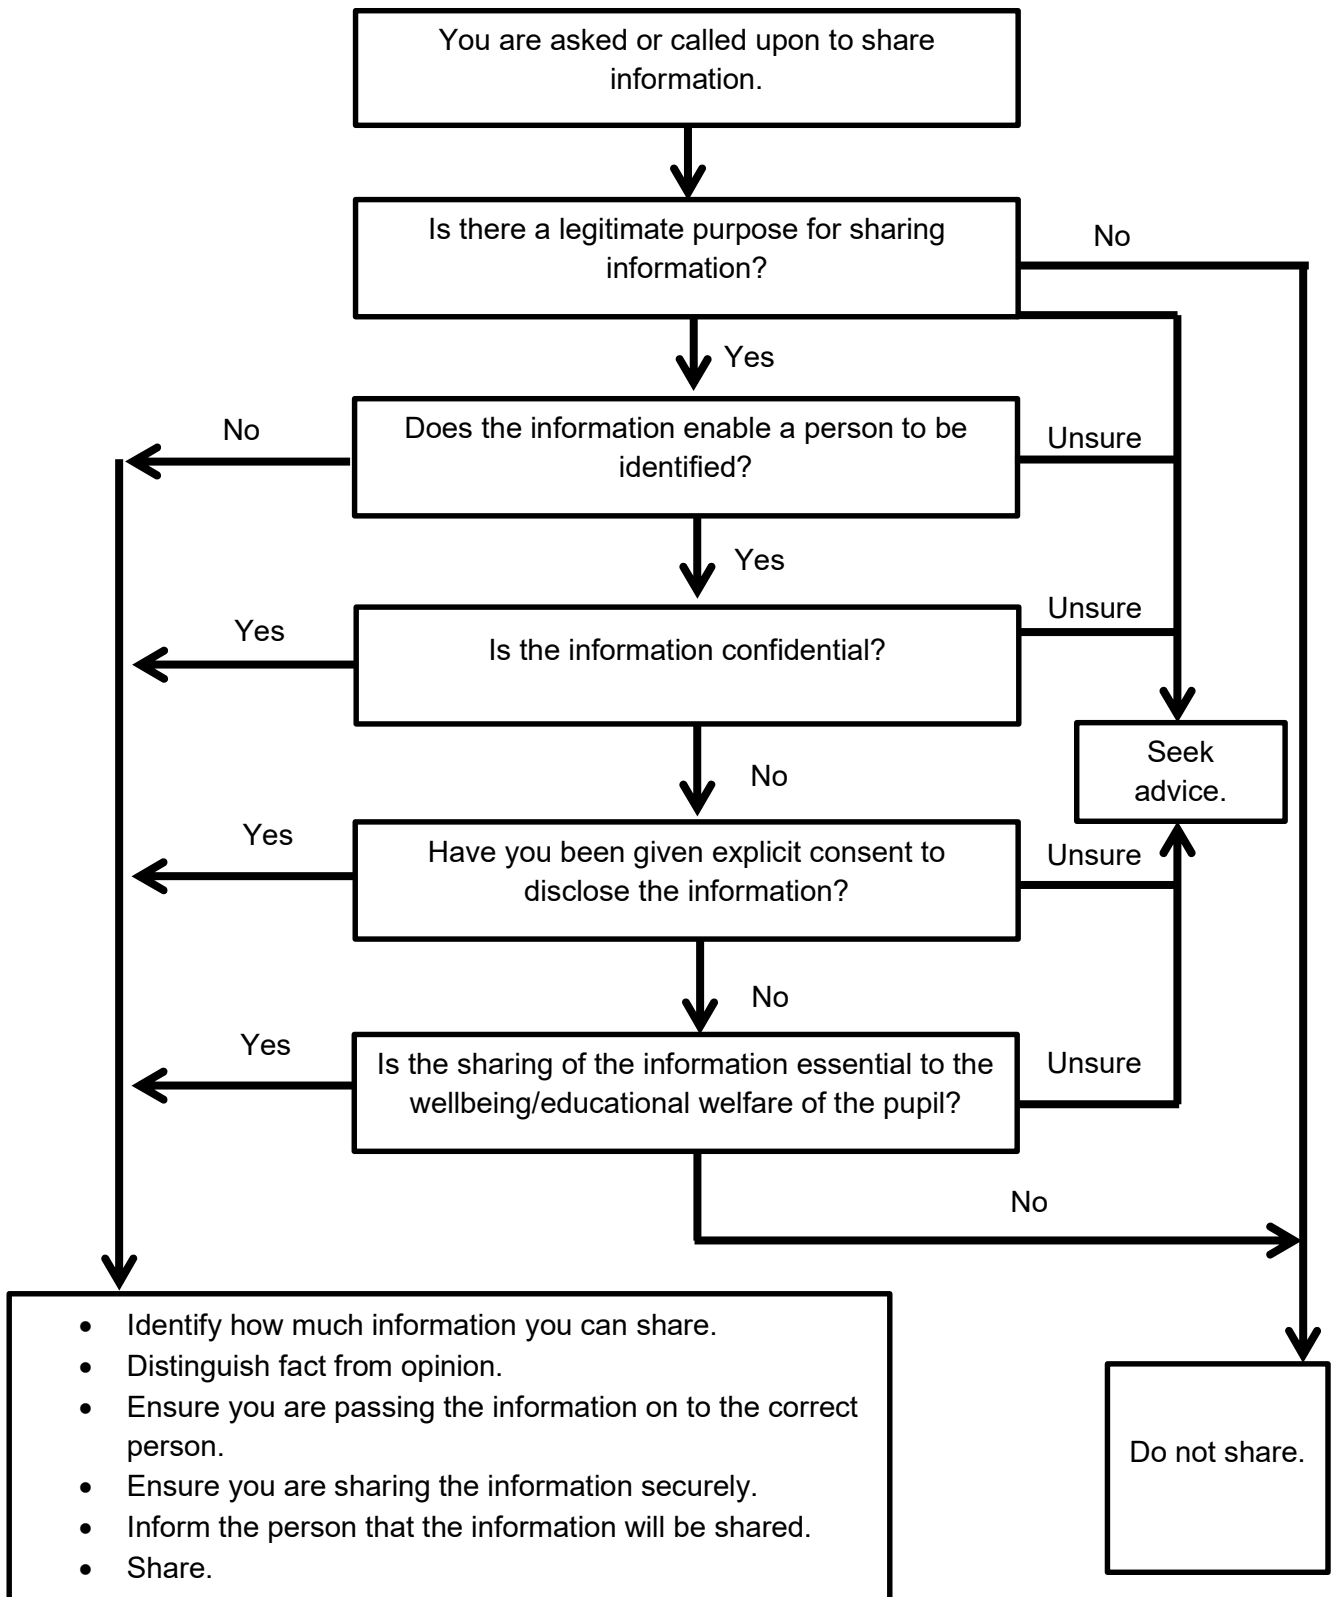 You are asked or called upon to share
information.
Is there a legitimate purpose for sharing
information?
No
Yes
No
Does the information enable a person to be
identified?
Unsure
Yes
Yes
Is the information confidential?
Unsure
No
Seek
advice.
Yes
Have you been given explicit consent to
disclose the information?
Unsure
No
Yes
Is the sharing of the information essential to the
wellbeing/educational welfare of the pupil?
Unsure
No
• Identify how much information you can share.
• Distinguish fact from opinion.
• Ensure you are passing the information on to the correct
person.
• Ensure you are sharing the information securely.
• Inform the person that the information will be shared.
• Share.
Do not share.